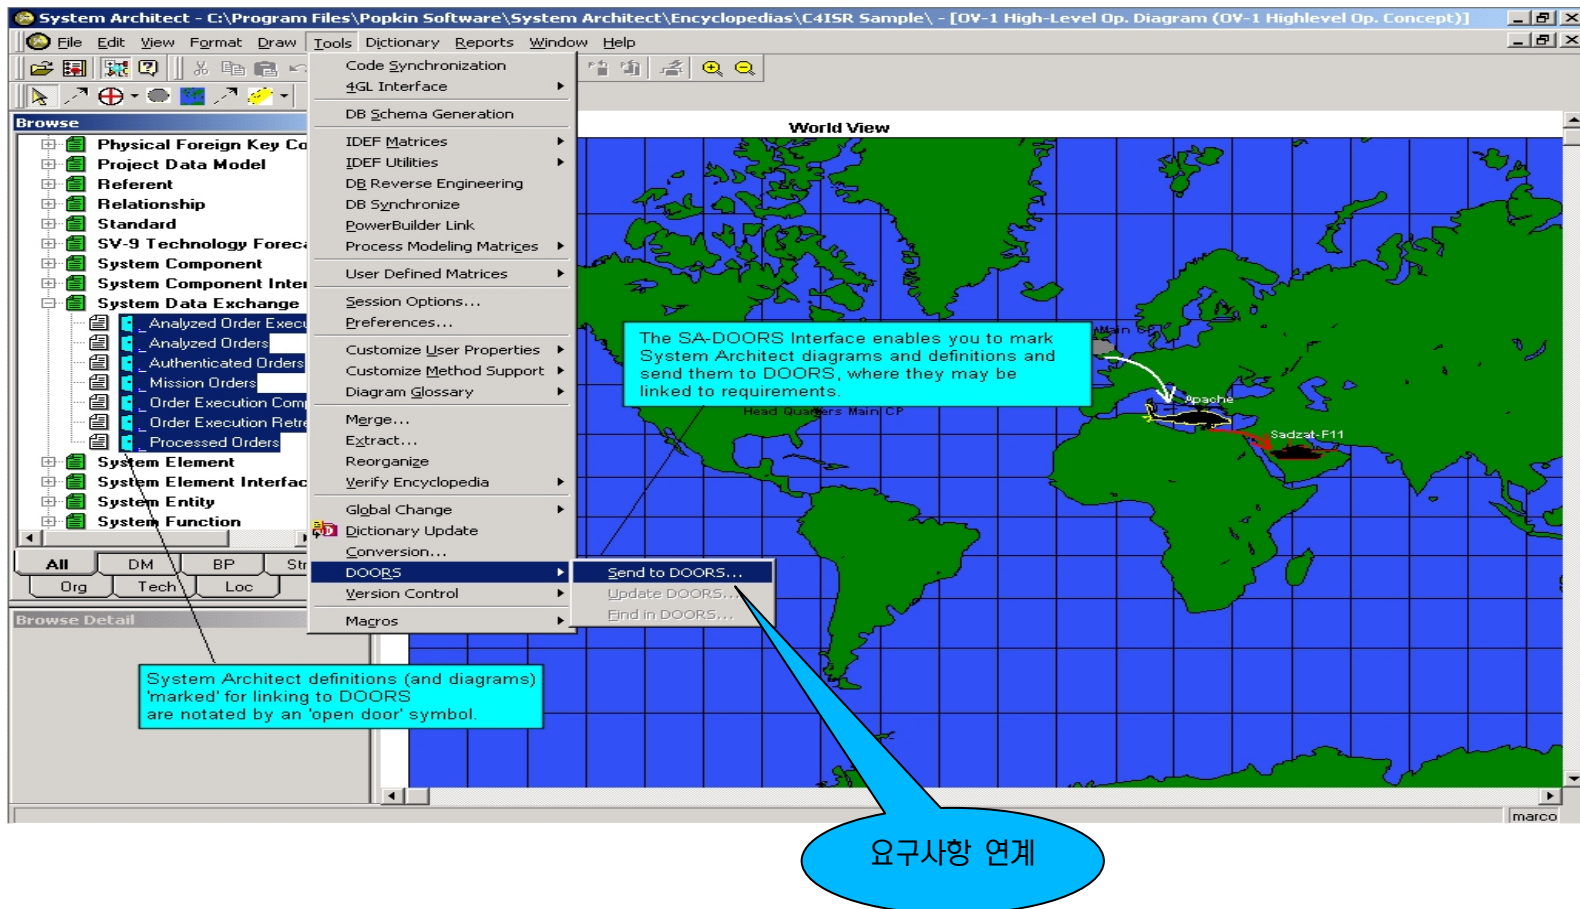 System Architect - C:\Program Files\Popkin Software\System Architect\Encyclopedias\C4ISR Sample\ - [OV-1 High-Level Op. Diagram (OV-1 Highlevel Op. Concept)]
File Edit View Format Draw Tools Dictionary Reports Window Help
Browse
Physical Foreign Key Co
Project Data Model
Referent
Relationship
Standard
SV-9 Technology Foreca
System Component
System Component Inter
System Data Exchange
_Analyzed Order Execu
_Analyzed Orders
_Authenticated Orders
_Mission Orders
_Order Execution Comp
_Order Execution Retre
_Processed Orders
System Element
System Element Interfac
System Entity
System Function
All DM BP Str
Org Tech Loc
Browse Detail
Code Synchronization
4GL Interface
DB Schema Generation
IDEF Matrices
IDEF Utilities
DB Reverse Engineering
DB Synchronize
PowerBuilder Link
Process Modeling Matrices
User Defined Matrices
Session Options...
Preferences...
Customize User Properties
Customize Method Support
Diagram Glossary
Merge...
Extract...
Reorganize
Verify Encyclopedia
Global Change
Dictionary Update
Conversion...
DOORS
Version Control
Macros
Send to DOORS...
Update DOORS...
Find in DOORS...
World View
The SA-DOORS Interface enables you to mark
System Architect diagrams and definitions and
send them to DOORS, where they may be
linked to requirements.
Main CP
Head Quarters Main CP
Apache
Sadzat-F11
System Architect definitions (and diagrams)
'marked' for linking to DOORS
are notated by an 'open door' symbol.
marco
요구사항 연계